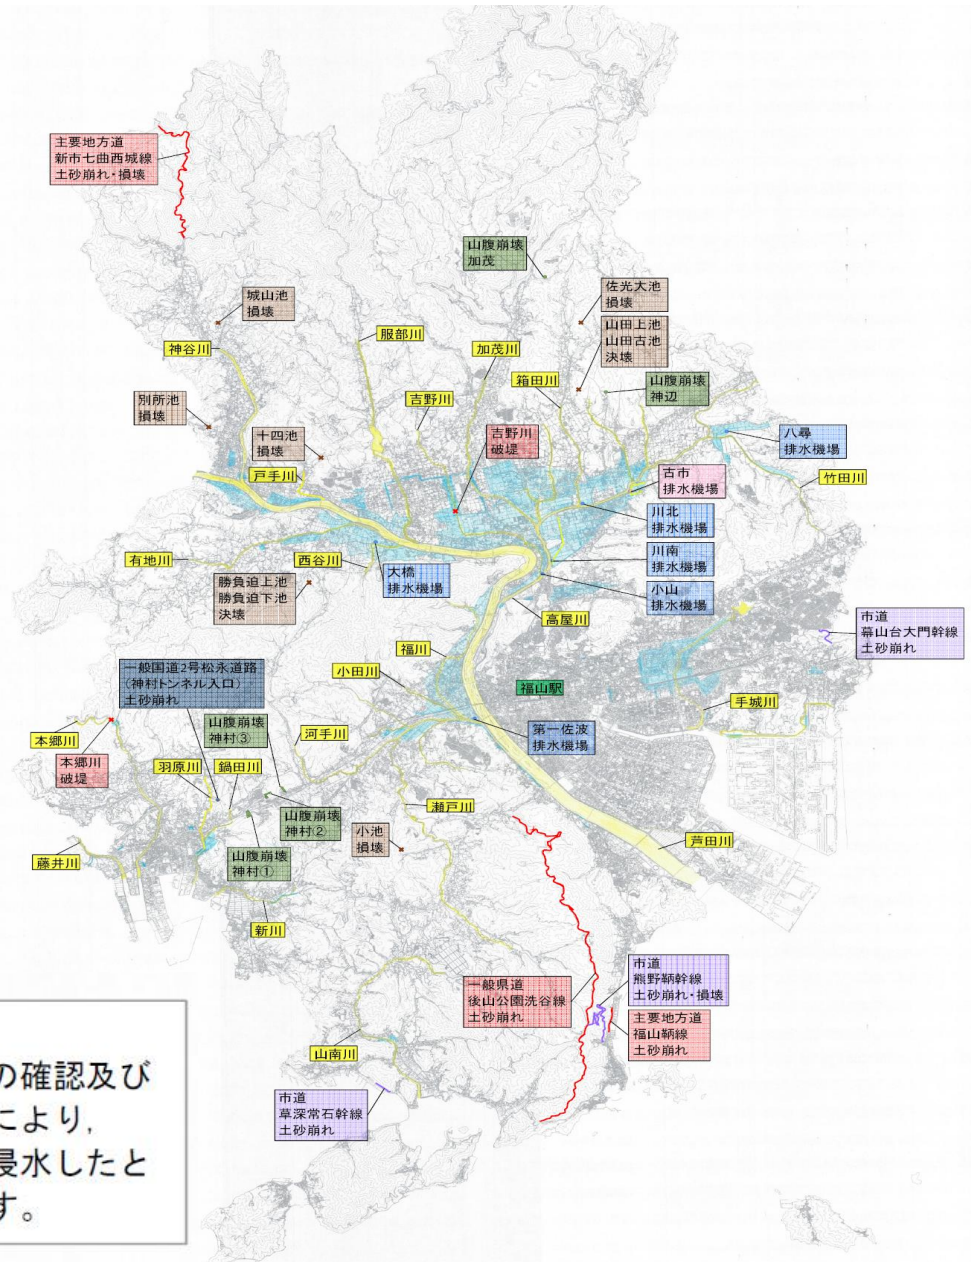 主要地方道
新市七曲西城線
土砂崩れ・損壊
山腹崩壊
加茂
城山池
損壊
佐光大池
損壊
神谷川
服部川
加茂川
山田上池
山田古池
決壊
箱田川
山腹崩壊
神辺
別所池
損壊
吉野川
十四池
損壊
吉野川
破堤
八尋
排水機場
戸手川
古市
排水機場
竹田川
川北
排水機場
有地川
西谷川
大橋
排水機場
川南
排水機場
勝負迫上池
勝負迫下池
決壊
小山
排水機場
高屋川
市道
幕山台大門幹線
土砂崩れ
福川
小田川
一般国道2号松永道路
(神村トンネル入口)
土砂崩れ
福山駅
手城川
本郷川
山腹崩壊
神村③
河手川
第一佐波
排水機場
本郷川
破堤
羽原川
鍋田川
山腹崩壊
神村②
瀬戸川
小池
損壊
芦田川
藤井川
山腹崩壊
神村①
新川
一般県道
後山公園洗谷線
土砂崩れ
市道
熊野鞆幹線
土砂崩れ・損壊
主要地方道
福山鞆線
土砂崩れ
山南川
市道
草深常石幹線
土砂崩れ
の確認及び
により,
浸水したと
す。